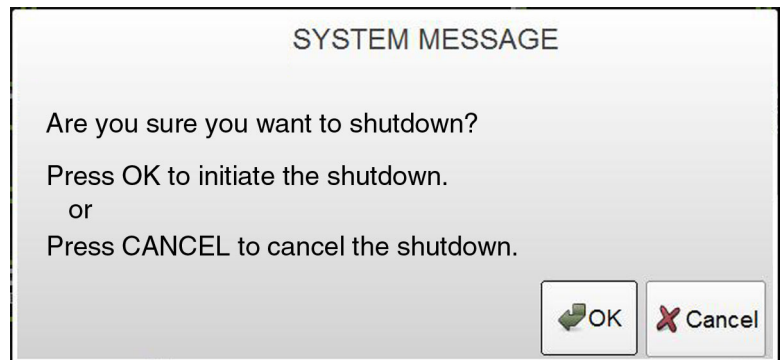 SYSTEM MESSAGE
Are you sure you want to shutdown?
Press OK to initiate the shutdown.
or
Press CANCEL to cancel the shutdown.
OK Cancel